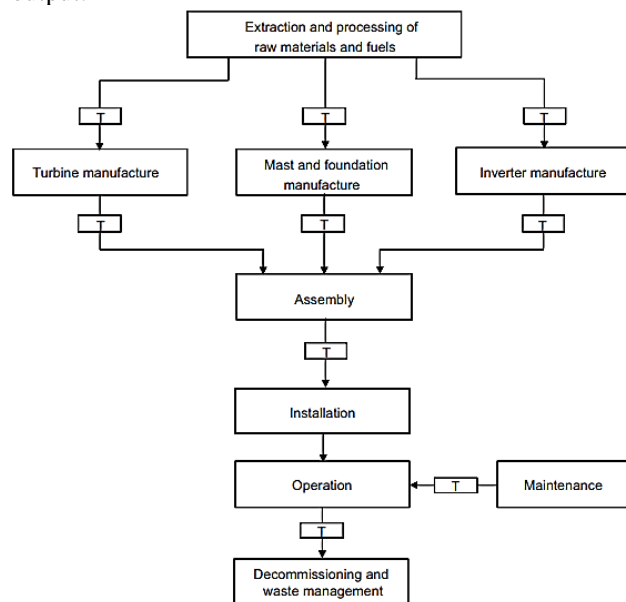 Extraction and processing of
raw materials and fuels
T
T
T
Turbine manufacture
Mast and foundation
manufacture
Inverter manufacture
T
T
T
Assembly
T
Installation
Operation
T
Maintenance
T
Decommissioning and
waste management